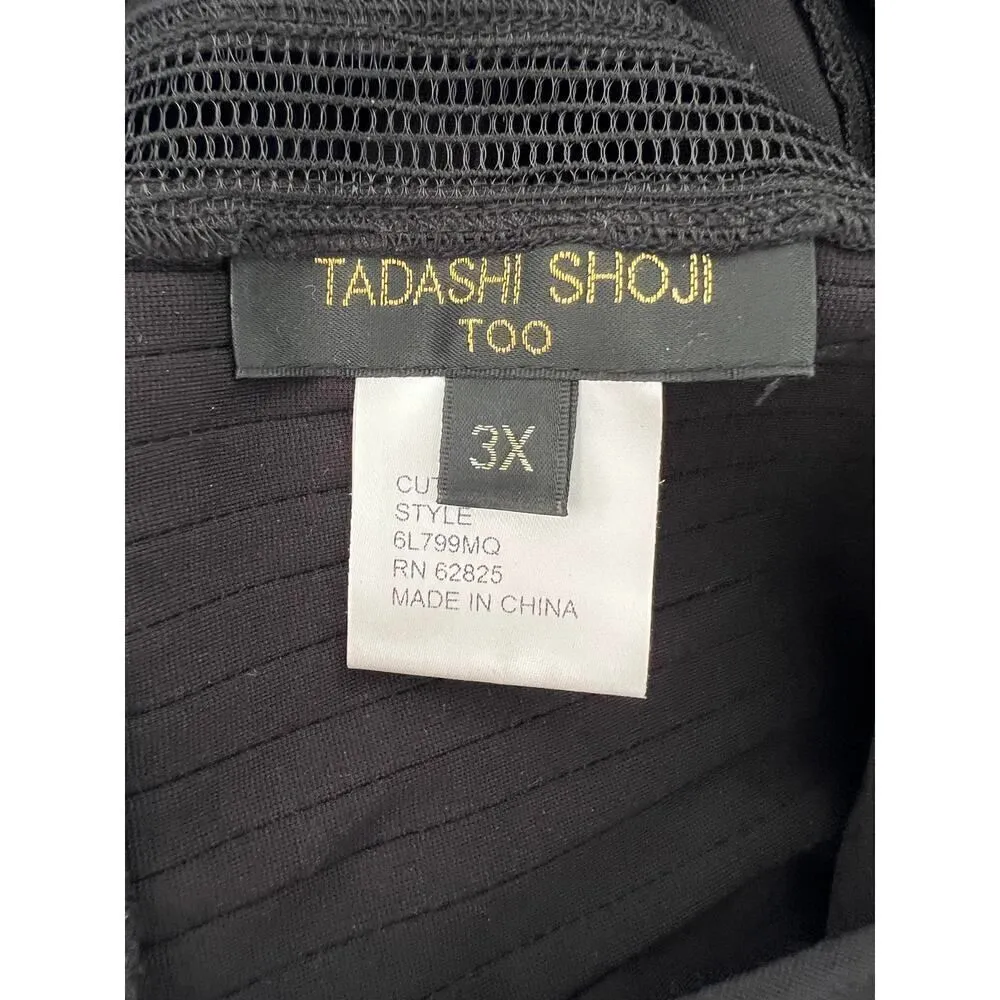 TADASHI SHOJI
TOO
3X
CUT
STYLE
6L799MQ
RN 62825
MADE IN CHINA